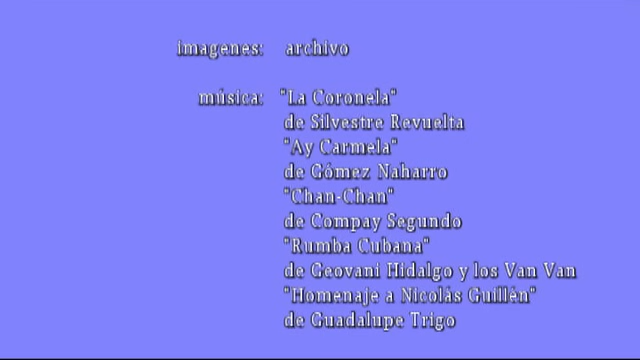 imagenes: archivo
música: "La Coronela"
de Silvestre Revuelta
"Ay Carmela"
de Gómez Naharro
"Chan-Chan"
de Compay Segundo
"Rumba Cubana"
de Geovani Hidalgo y los Van Van
"Homenaje a Nicolás Guillén"
de Guadalupe Trigo